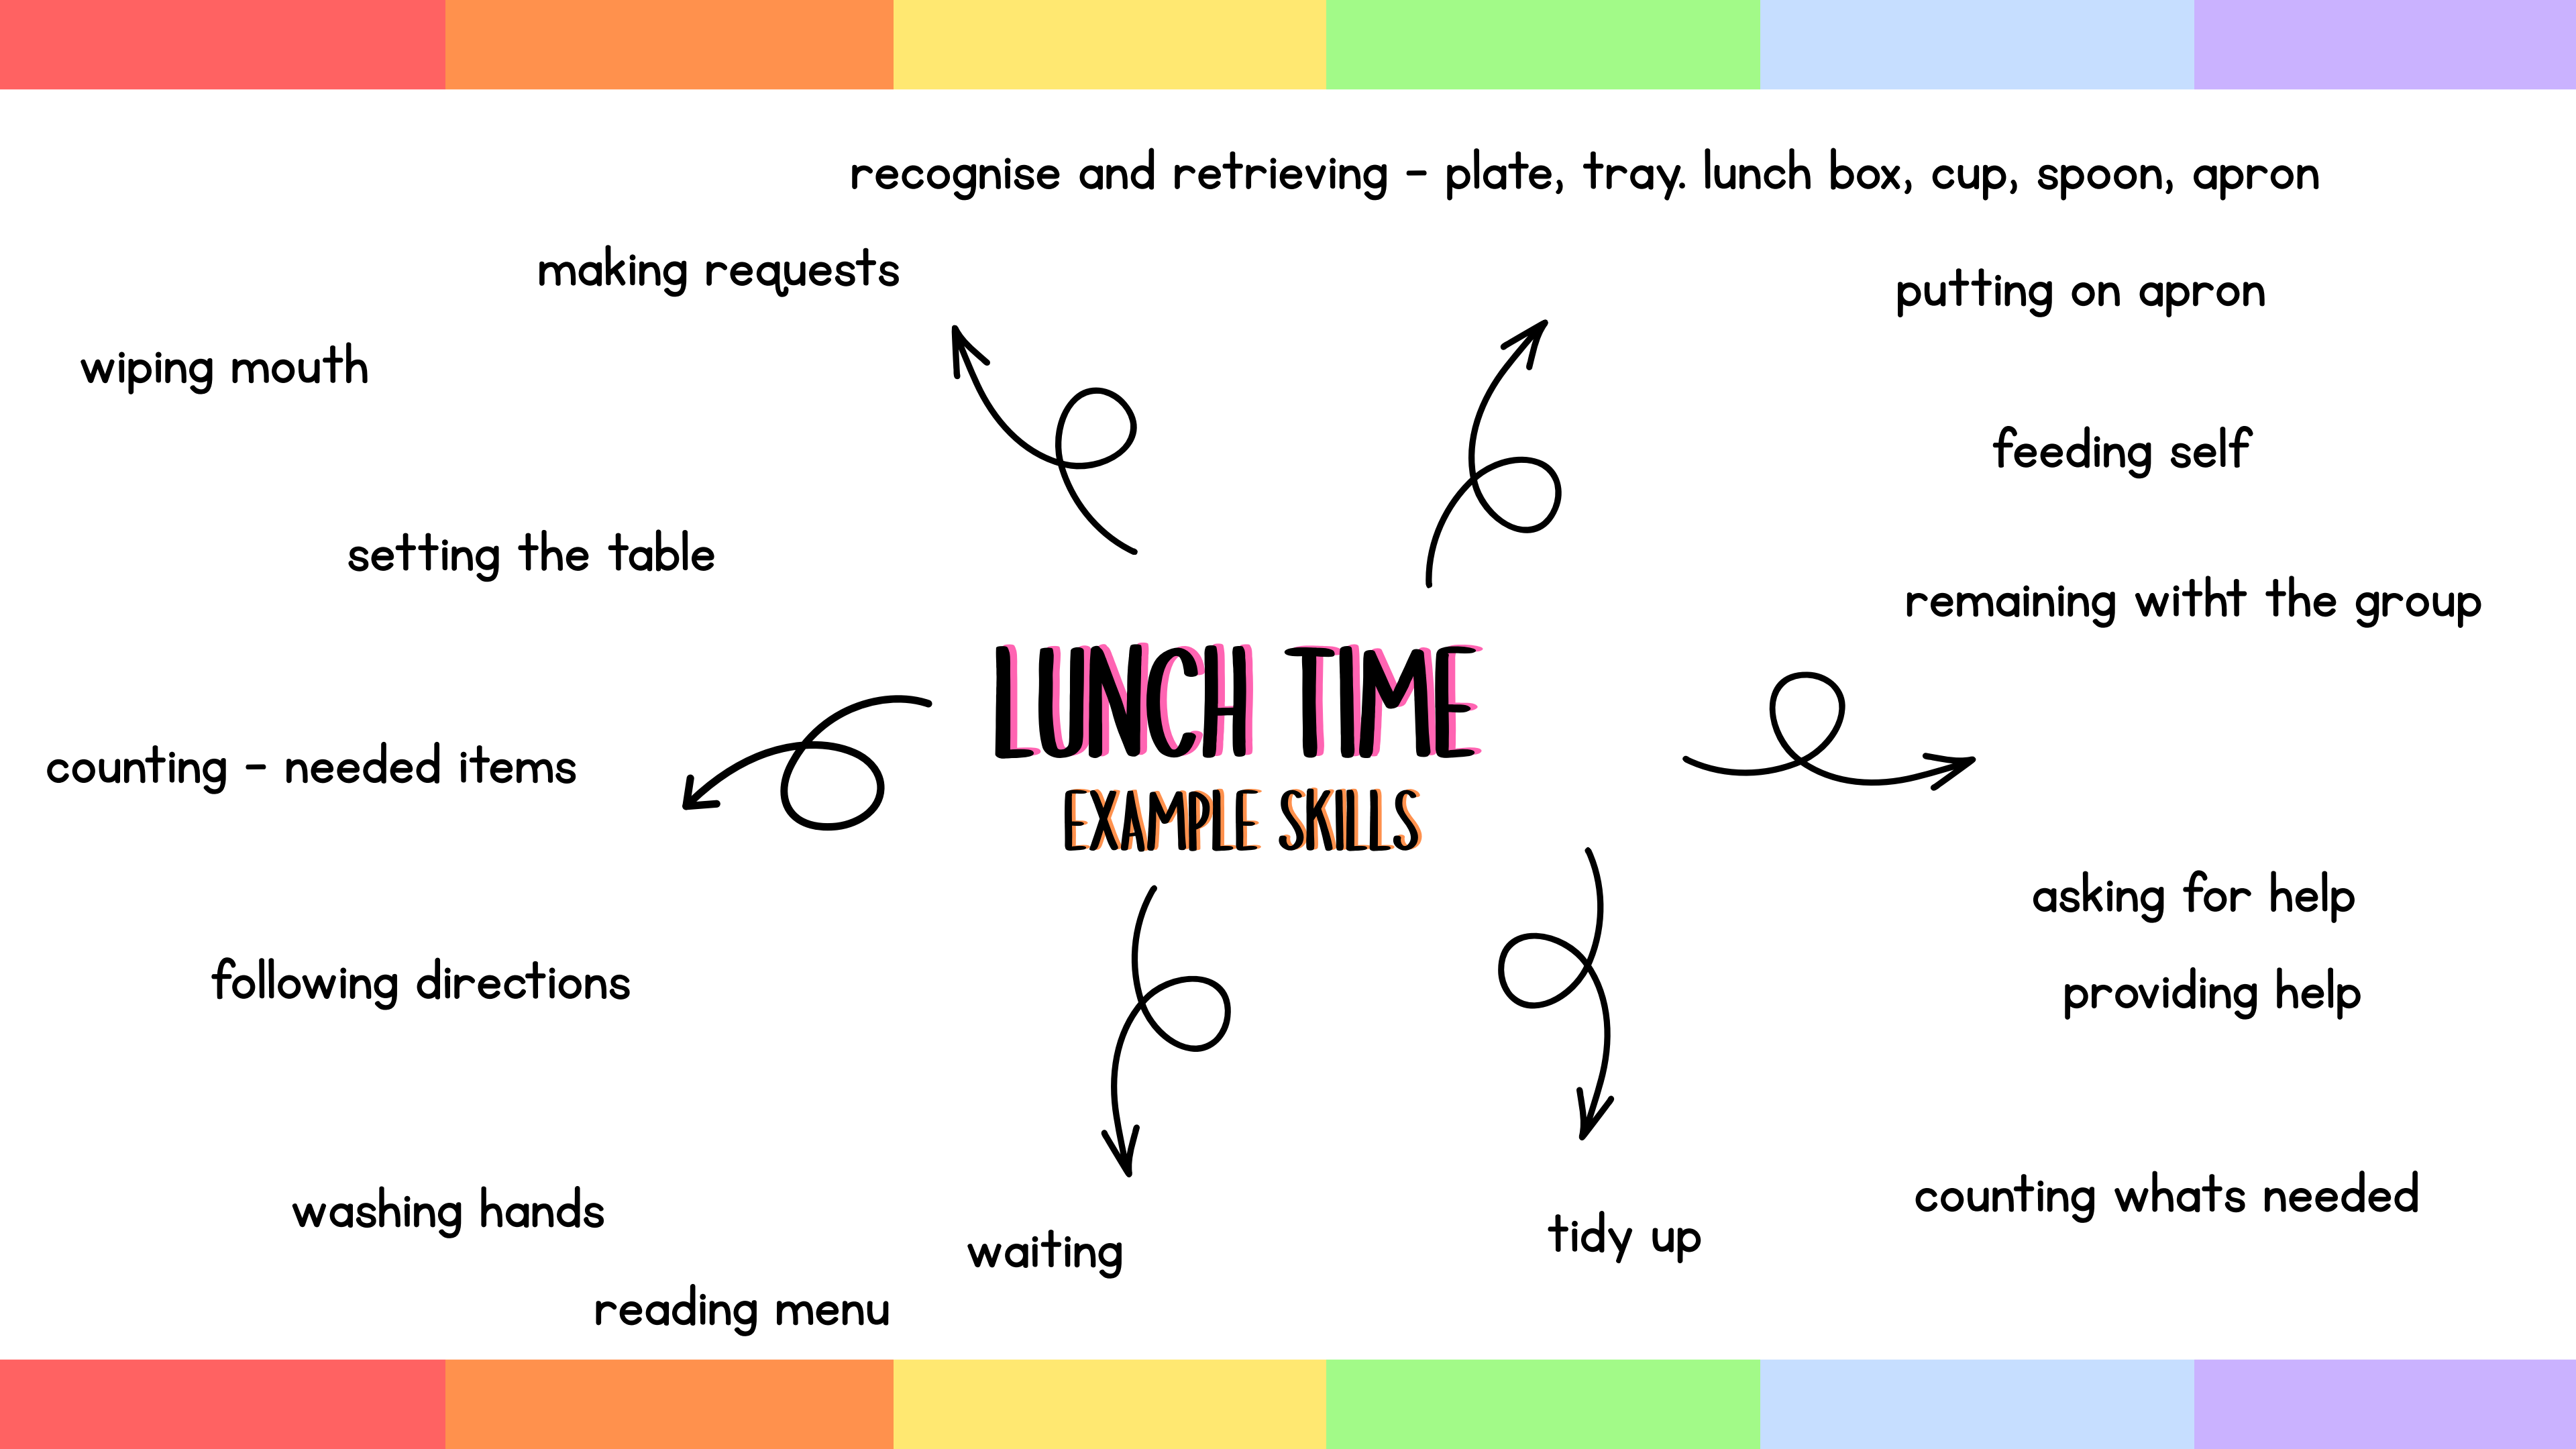 recognise and retrieving - plate, tray. lunch box, cup, spoon, apron
making requests
putting on apron
wiping mouth
feeding self
setting the table
remaining witht the group
LUNCH TIME
EXAMPLE SKILLS
counting - needed items
asking for help
following directions
providing help
washing hands
counting whats needed
waiting
tidy up
reading menu